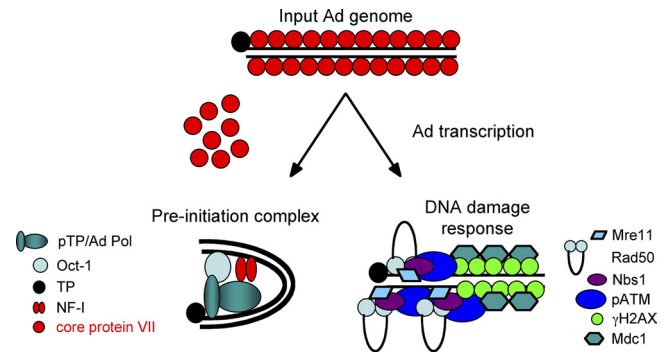 Input Ad genome
Ad transcription
Pre-initiation complex
DNA damage
response
pTP/Ad Pol
Oct-1
TP
NF-I
core protein VII
Mre11
Rad50
Nbs1
pATM
γH2AX
Mdc1